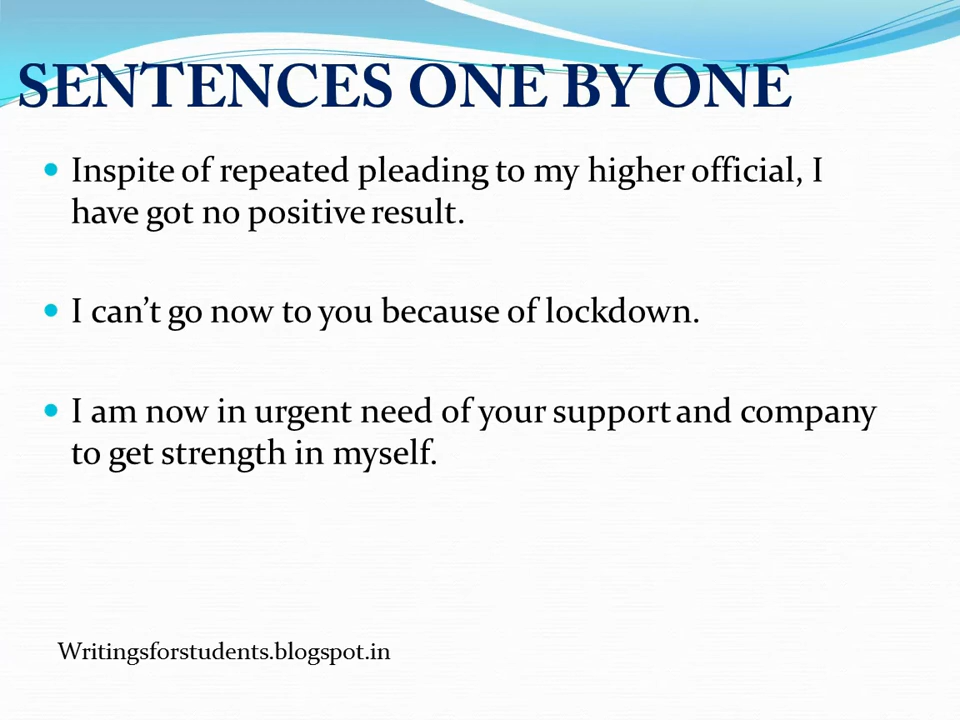 SENTENCES ONE BY ONE
• Inspite of repeated pleading to my higher official, I
have got no positive result.
• I can’t go now to you because of lockdown.
• I am now in urgent need of your support and company
to get strength in myself.
Writingsforstudents.blogspot.in